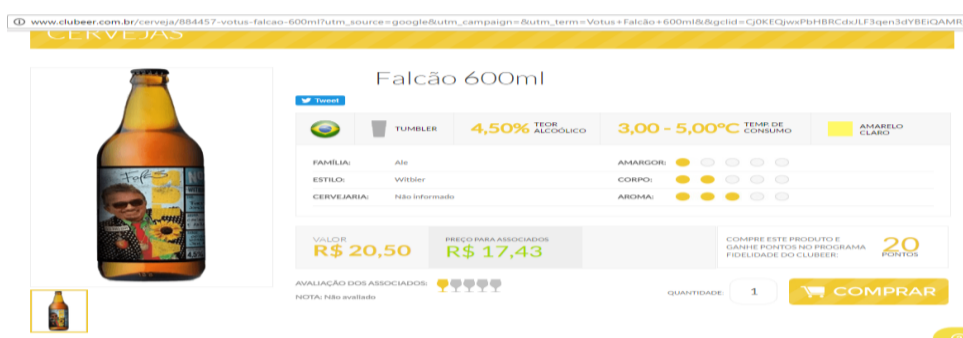 www.clubeer.com.br/cerveja/884457-votus-falcao-600ml?utm_source=google&utm_campaign=&utm_term=Votus+Falcão+600ml&&gclid=Cj0KEQjwxPbHBRCdxJLF3qen3dYBEiQAMR
CERVEJAS
Falcão 600ml
Tweet
TUMBLER
4,50% TEOR ALCOÓLICO
3,00 - 5,00ºC TEMP. DE CONSUMO
AMARELO CLARO
FAMÍLIA: Ale
AMARGOR:
ESTILO: Witbier
CORPO:
CERVEJARIA: Não informado
AROMA:
VALOR
R$ 20,50
PREÇO PARA ASSOCIADOS
R$ 17,43
COMPRE ESTE PRODUTO E
GANHE PONTOS NO PROGRAMA
FIDELIDADE DO CLUBEER:
20
PONTOS
AVALIAÇÃO DOS ASSOCIADOS:
NOTA: Não avaliado
QUANTIDADE: 1
COMPRAR